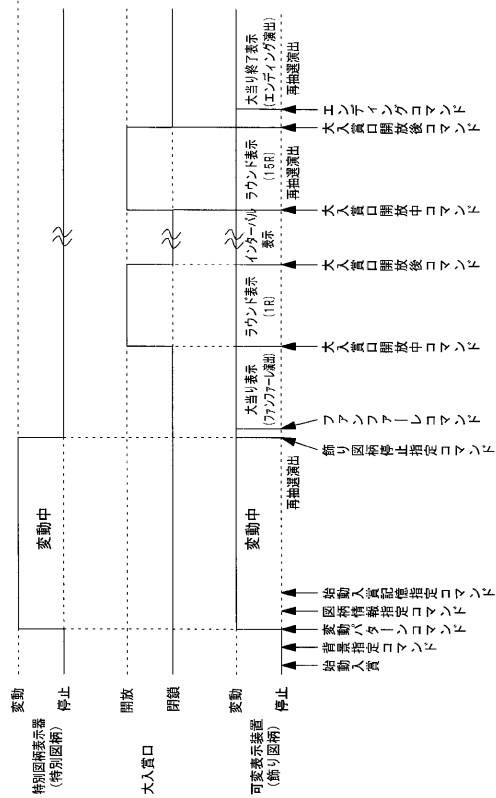 特別図柄表示器
(特別図柄)
変動
停止
変動中
大入賞口
開放
閉鎖
可変表示装置
(飾り図柄)
変動
停止
変動中
再抽選演出
大当り表示
(ファンファーレ演出)
ラウンド表示
(1R)
インターバル
表示
ラウンド表示
(15R)
再抽選演出
大当り終了表示
(エンディング演出)
再抽選演出
始動入賞
背景指定コマンド
変動パターンコマンド
図柄情報指定コマンド
始動入賞記憶指定コマンド
飾り図柄停止指定コマンド
ファンファーレコマンド
大入賞口開放中コマンド
大入賞口開放後コマンド
大入賞口開放中コマンド
大入賞口開放後コマンド
エンディングコマンド